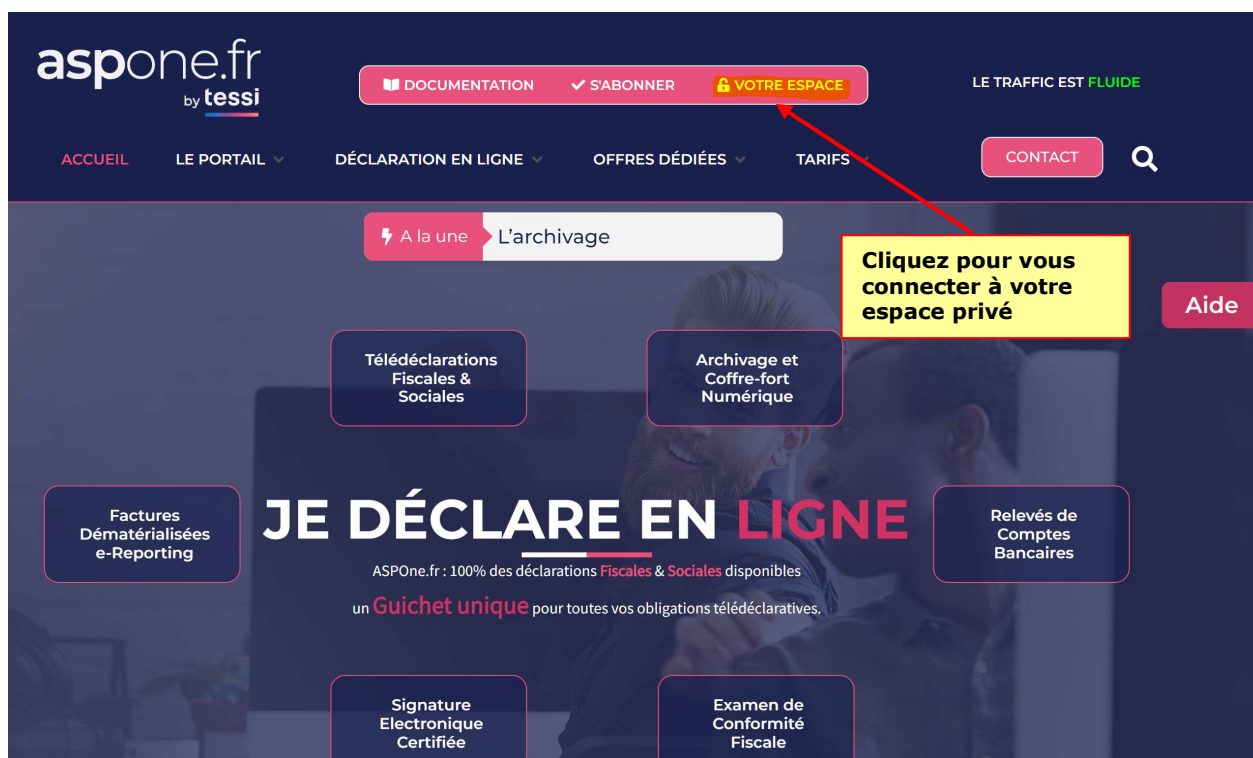 aspone.fr
by tessi
DOCUMENTATION S'ABONNER VOTRE ESPACE
LE TRAFFIC EST FLUIDE
ACCUEIL LE PORTAIL DÉCLARATION EN LIGNE OFFRES DÉDIÉES TARIFS
CONTACT
A la une L'archivage
Cliquez pour vous
connecter à votre
espace privé
Aide
Télédéclarations
Fiscales &
Sociales
Archivage et
Coffre-fort
Numérique
Factures
Dématérialisées
e-Reporting
JE DÉCLARE EN LIGNE
ASPOne.fr : 100% des déclarations Fiscales & Sociales disponibles
un Guichet unique pour toutes vos obligations télédéclaratives.
Relevés de
Comptes
Bancaires
Signature
Electronique
Certifiée
Examen de
Conformité
Fiscale